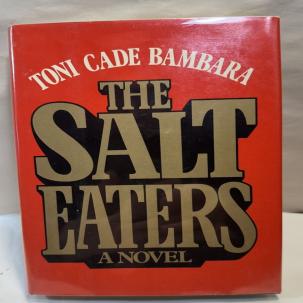 TONI CADE BAMBARA
THE
SALT
EATERS
A NOVEL